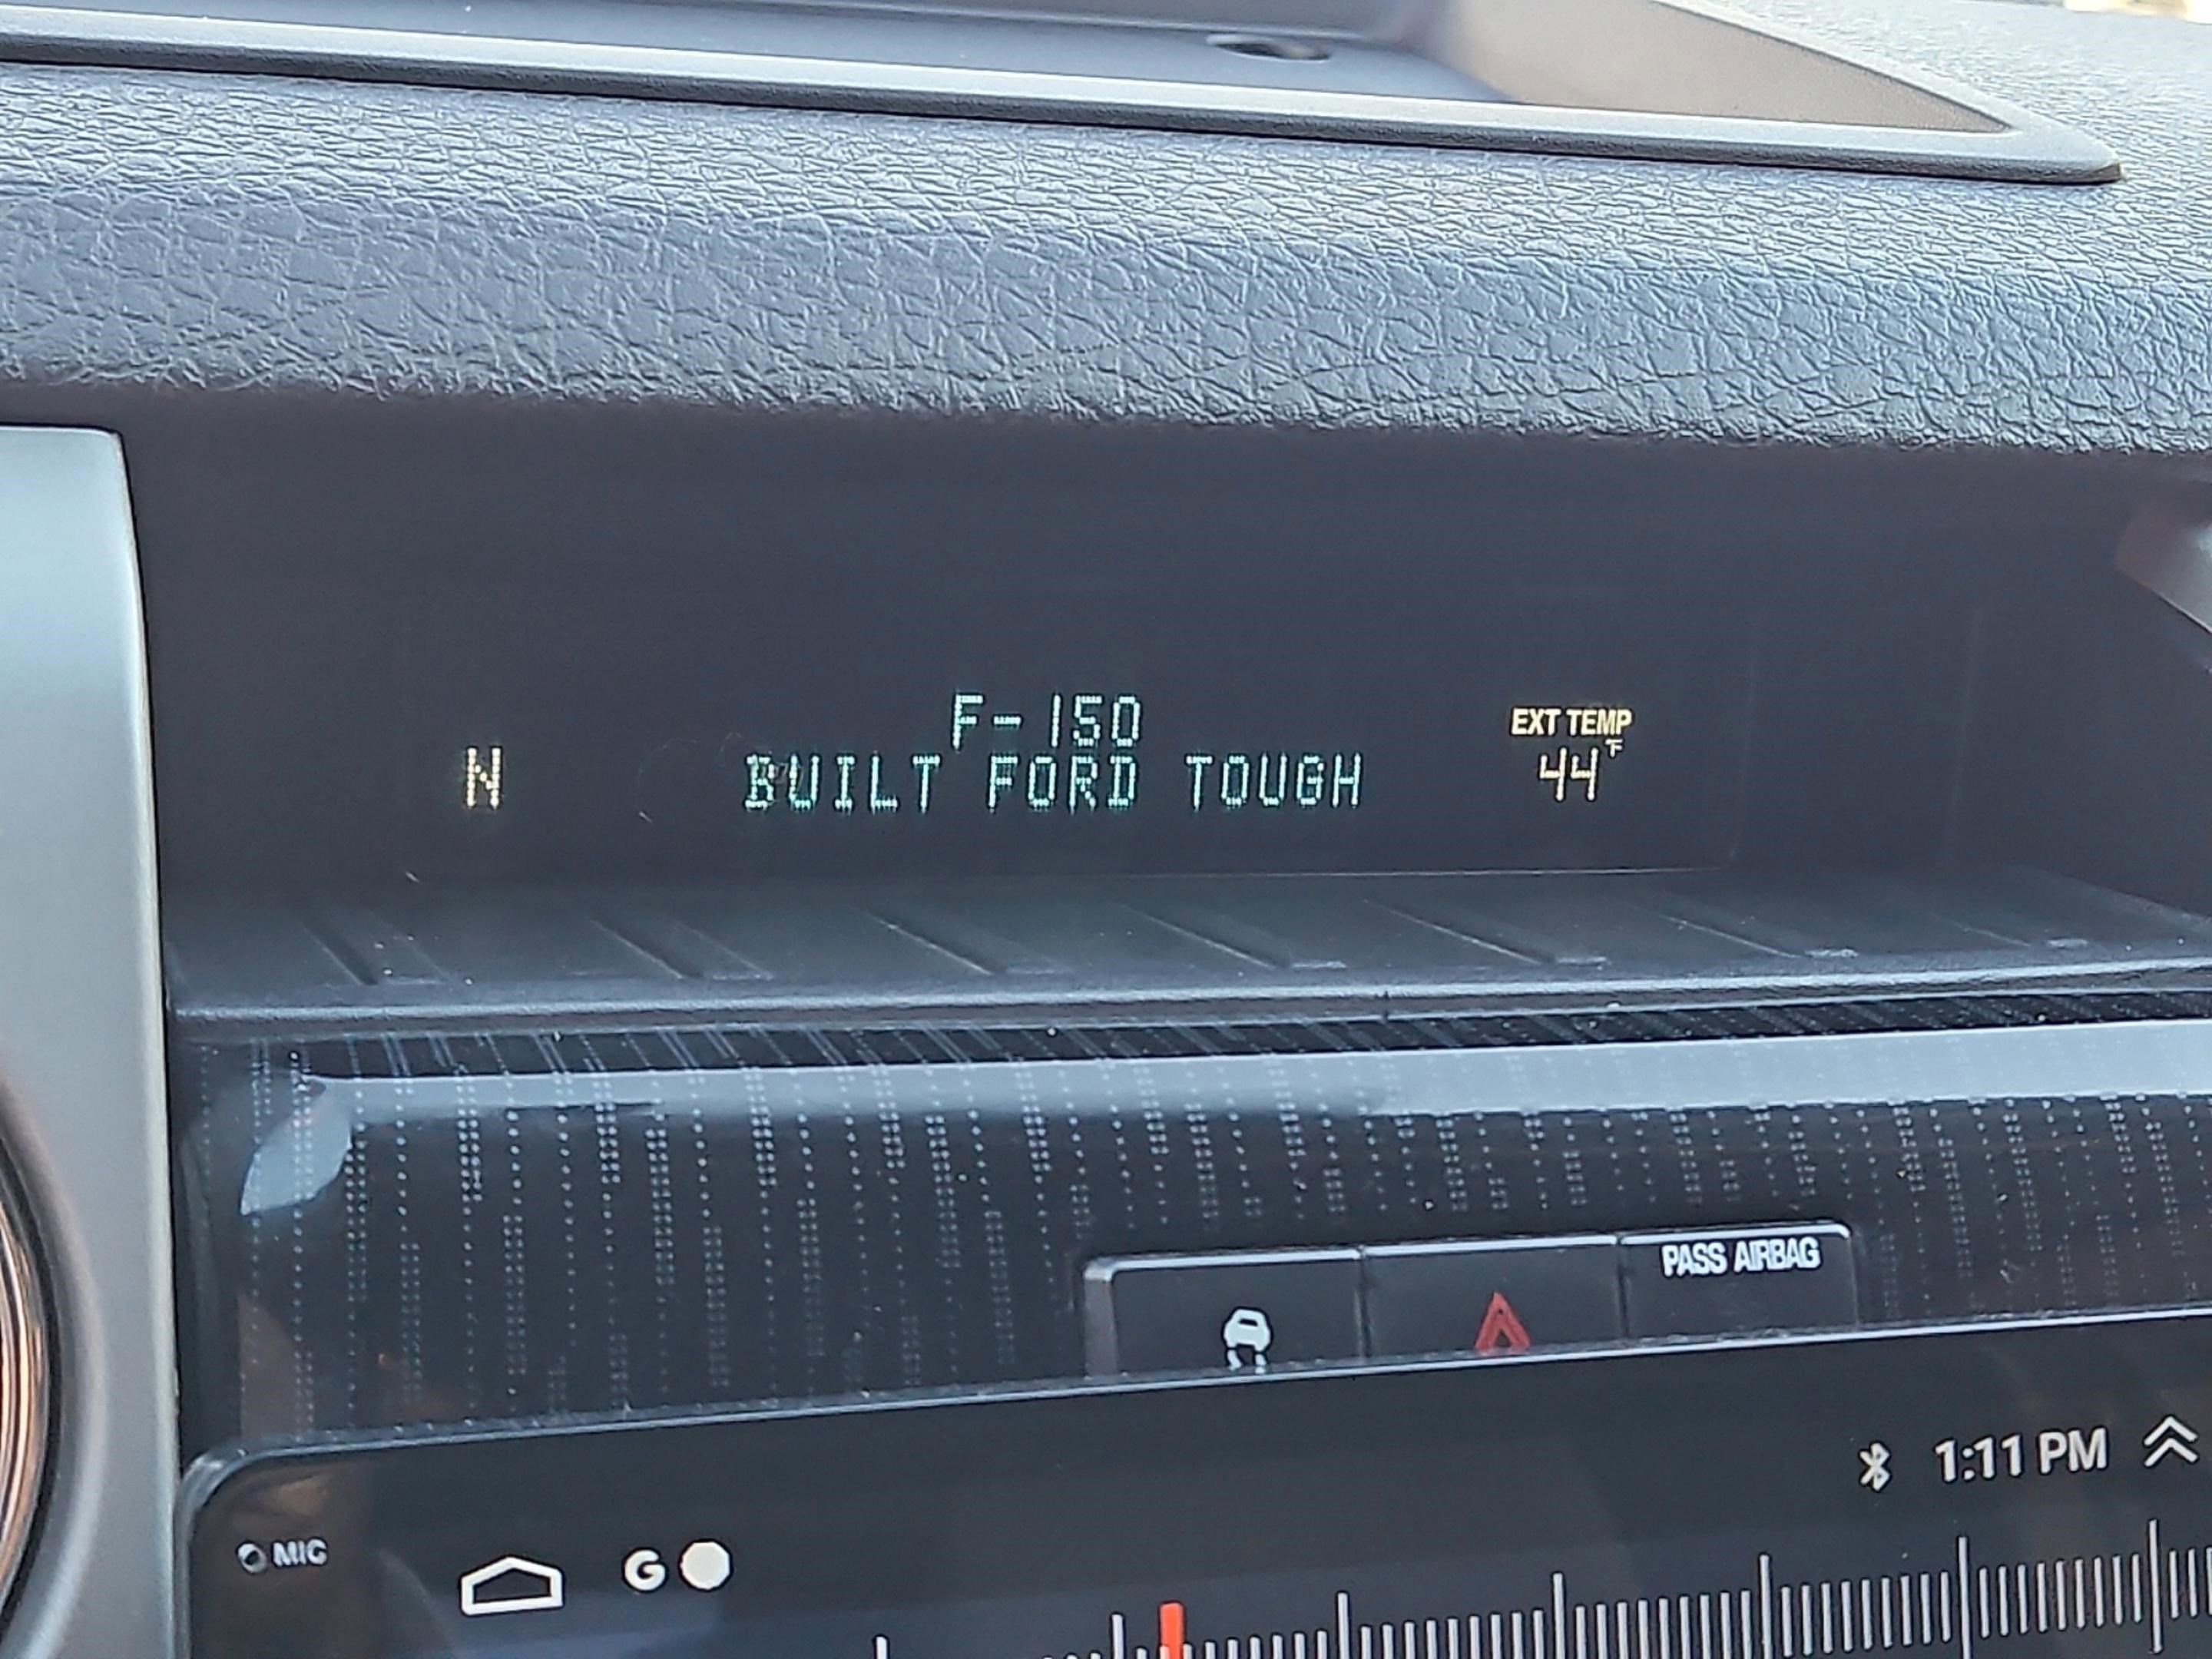 F-150
N BUILT FORD TOUGH
EXT TEMP
44°F
PASS AIRBAG
1:11 PM
MIC
G